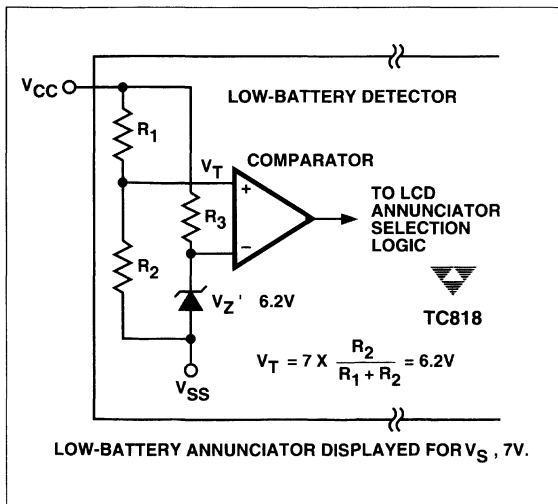 LOW-BATTERY DETECTOR
VCC
R1
VT
COMPARATOR
+
R3
−
TO LCD
ANNUNCIATOR
SELECTION
LOGIC
R2
VZ' 6.2V
TC818
VT = 7 X R2 / R1 + R2 = 6.2V
VSS
LOW-BATTERY ANNUNCIATOR DISPLAYED FOR VS , 7V.